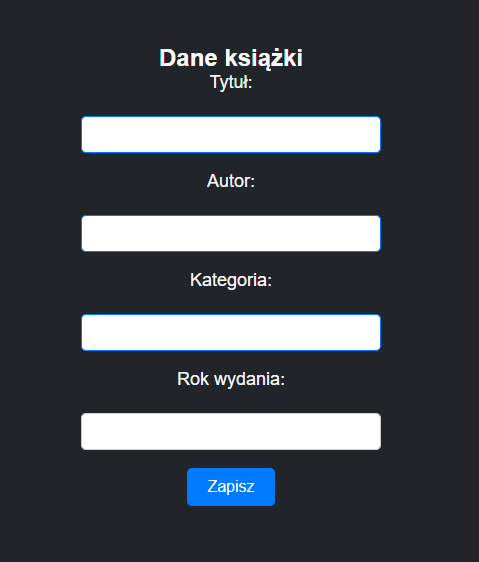 Dane książki
Tytuł:
Autor:
Kategoria:
Rok wydania:
Zapisz